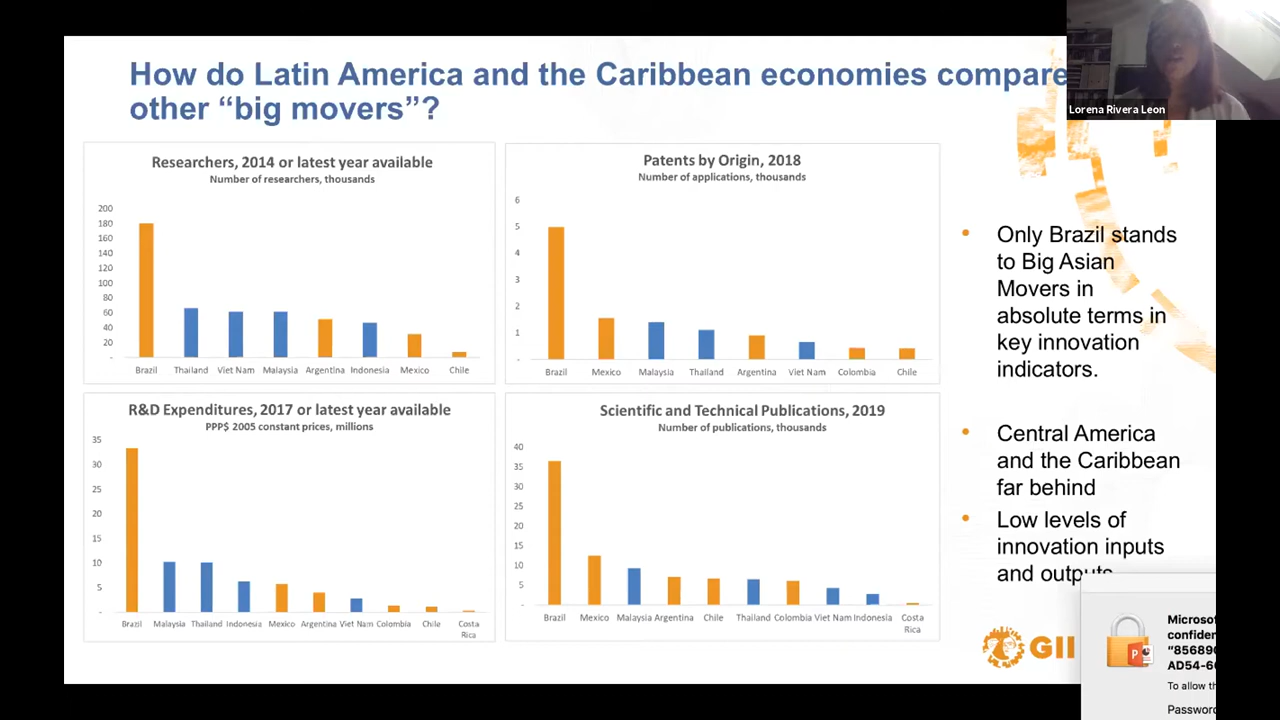 How do Latin America and the Caribbean economies compare
other “big movers”?
Lorena Rivera Leon
Researchers, 2014 or latest year available
Number of researchers, thousands
200
180
160
140
120
100
80
60
40
20
-
Brazil Thailand Viet Nam Malaysia Argentina Indonesia Mexico Chile
Patents by Origin, 2018
Number of applications, thousands
6
5
4
3
2
1
-
Brazil Mexico Malaysia Thailand Argentina Viet Nam Colombia Chile
R&D Expenditures, 2017 or latest year available
PPP$ 2005 constant prices, millions
35
30
25
20
15
10
5
-
Brazil Malaysia Thailand Indonesia Mexico Argentina Viet Nam Colombia Chile Costa
Rica
Scientific and Technical Publications, 2019
Number of publications, thousands
40
35
30
25
20
15
10
5
-
Brazil Mexico Malaysia Argentina Chile Thailand Colombia Viet Nam Indonesia Costa
Rica
• Only Brazil stands
to Big Asian
Movers in
absolute terms in
key innovation
indicators.
• Central America
and the Caribbean
far behind
• Low levels of
innovation inputs
and outputs
GII
Microsof
confiden
“856890
AD54-60
To allow th
Password